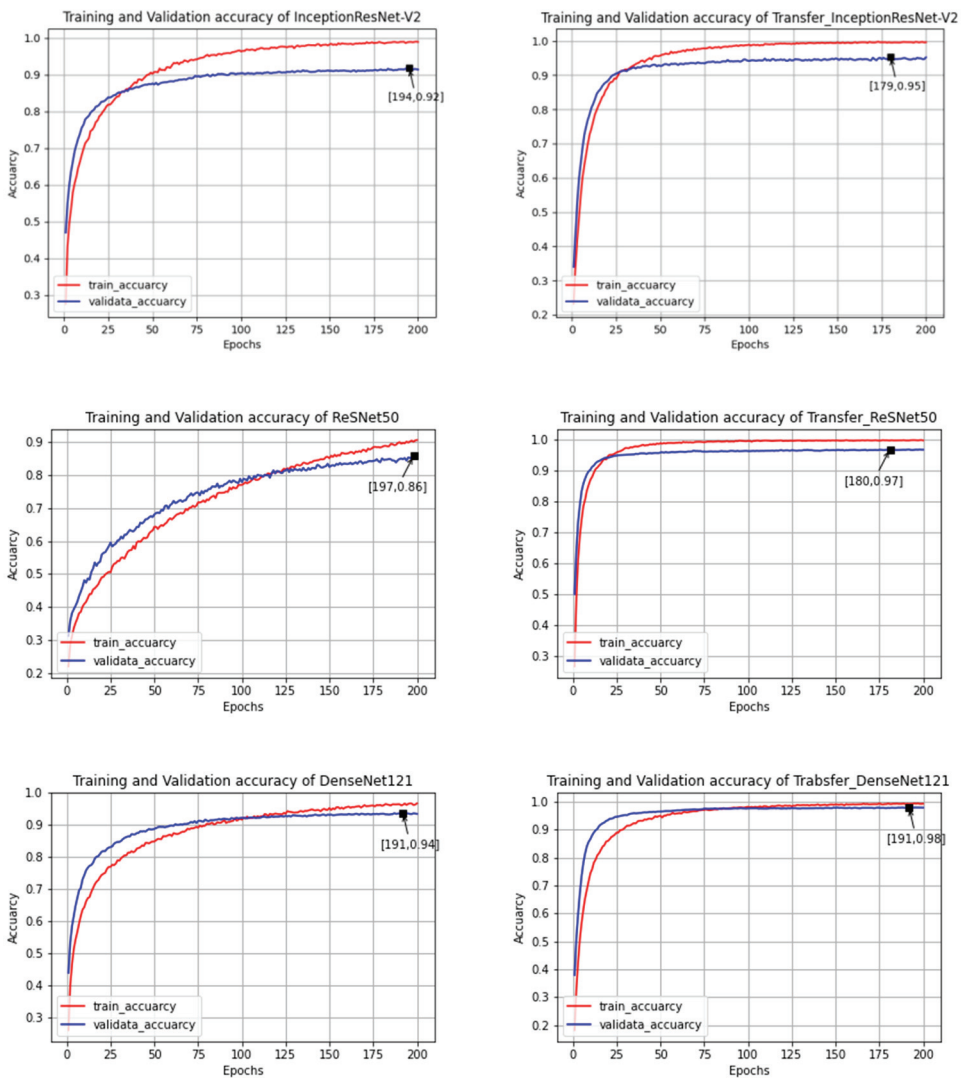 Training and Validation accuracy of InceptionResNet-V2
1.0
0.9
0.8
0.7
0.6
0.5
0.4
0.3
Accuarcy
[194,0.92]
train_accuarcy
validata_accuarcy
0 25 50 75 100 125 150 175 200
Epochs
Training and Validation accuracy of Transfer_InceptionResNet-V2
1.0
0.9
0.8
0.7
0.6
0.5
0.4
0.3
0.2
Accuarcy
[179,0.95]
train_accuarcy
validata_accuarcy
0 25 50 75 100 125 150 175 200
Epochs
Training and Validation accuracy of ReSNet50
0.9
0.8
0.7
0.6
0.5
0.4
0.3
0.2
Accuarcy
[197,0.86]
train_accuarcy
validata_accuarcy
0 25 50 75 100 125 150 175 200
Epochs
Training and Validation accuracy of Transfer_ReSNet50
1.0
0.9
0.8
0.7
0.6
0.5
0.4
0.3
Accuarcy
[180,0.97]
train_accuarcy
validata_accuarcy
0 25 50 75 100 125 150 175 200
Epochs
Training and Validation accuracy of DenseNet121
1.0
0.9
0.8
0.7
0.6
0.5
0.4
0.3
Accuarcy
[191,0.94]
train_accuarcy
validata_accuarcy
0 25 50 75 100 125 150 175 200
Epochs
Training and Validation accuracy of Trabsfer_DenseNet121
1.0
0.9
0.8
0.7
0.6
0.5
0.4
0.3
0.2
Accuarcy
[191,0.98]
train_accuarcy
validata_accuarcy
0 25 50 75 100 125 150 175 200
Epochs